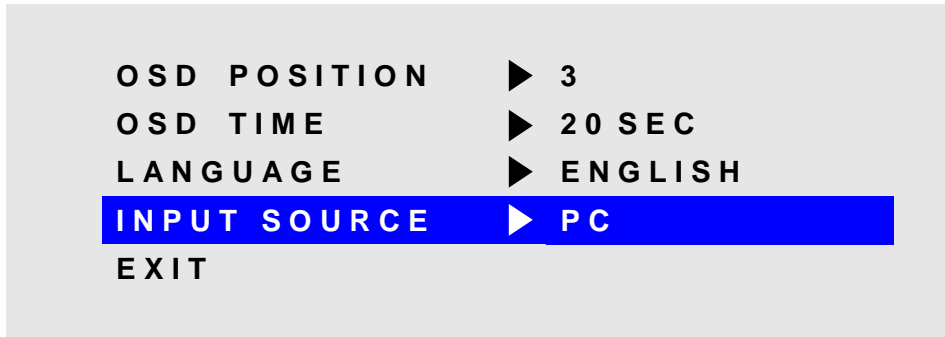 OSD POSITION ▶ 3
OSD TIME ▶ 20 SEC
LANGUAGE ▶ ENGLISH
INPUT SOURCE ▶ PC
EXIT